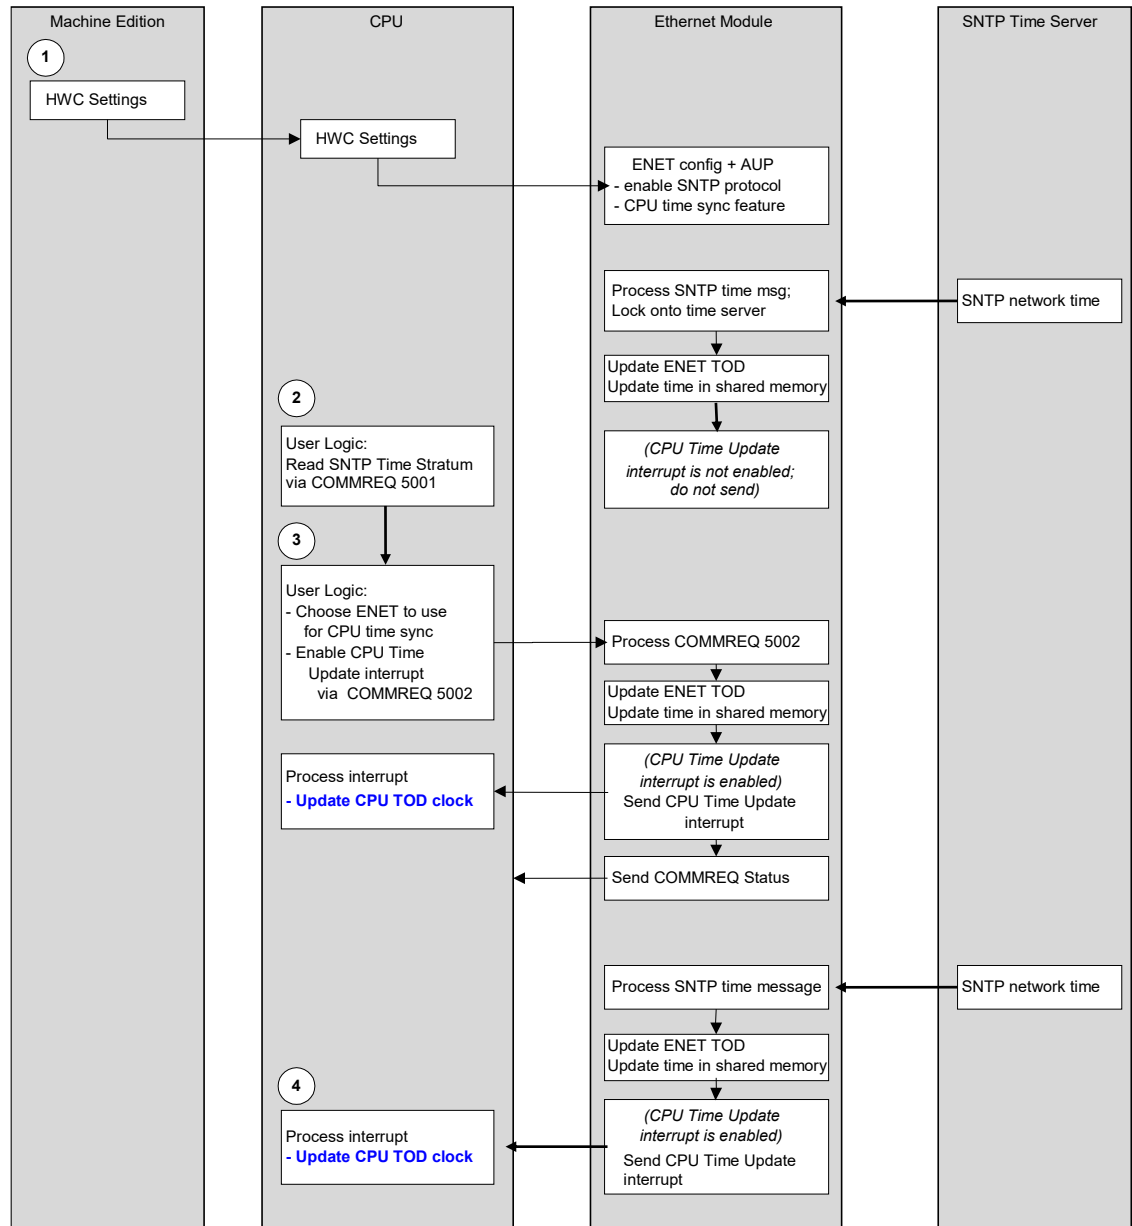 Machine Edition
CPU
Ethernet Module
SNTP Time Server
1
HWC Settings
HWC Settings
ENET config + AUP
- enable SNTP protocol
- CPU time sync feature
Process SNTP time msg;
Lock onto time server
SNTP network time
Update ENET TOD
Update time in shared memory
(CPU Time Update
interrupt is not enabled;
do not send)
2
User Logic:
Read SNTP Time Stratum
via COMMREQ 5001
3
User Logic:
- Choose ENET to use
for CPU time sync
- Enable CPU Time
Update interrupt
via COMMREQ 5002
Process COMMREQ 5002
Update ENET TOD
Update time in shared memory
(CPU Time Update
interrupt is enabled)
Send CPU Time Update
interrupt
Process interrupt
- Update CPU TOD clock
Send COMMREQ Status
Process SNTP time message
SNTP network time
Update ENET TOD
Update time in shared memory
4
(CPU Time Update
interrupt is enabled)
Send CPU Time Update
interrupt
Process interrupt
- Update CPU TOD clock